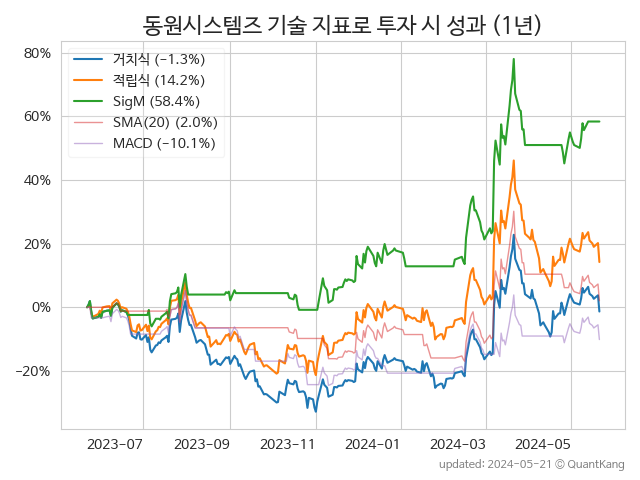 동원시스템즈 기술 지표로 투자 시 성과 (1년)
80%
60%
40%
20%
0%
−20%
거치식 (−1.3%)
적립식 (14.2%)
SigM (58.4%)
SMA(20) (2.0%)
MACD (−10.1%)
2023−07
2023−09
2023−11
2024−01
2024−03
2024−05
updated: 2024-05-21 © QuantKang